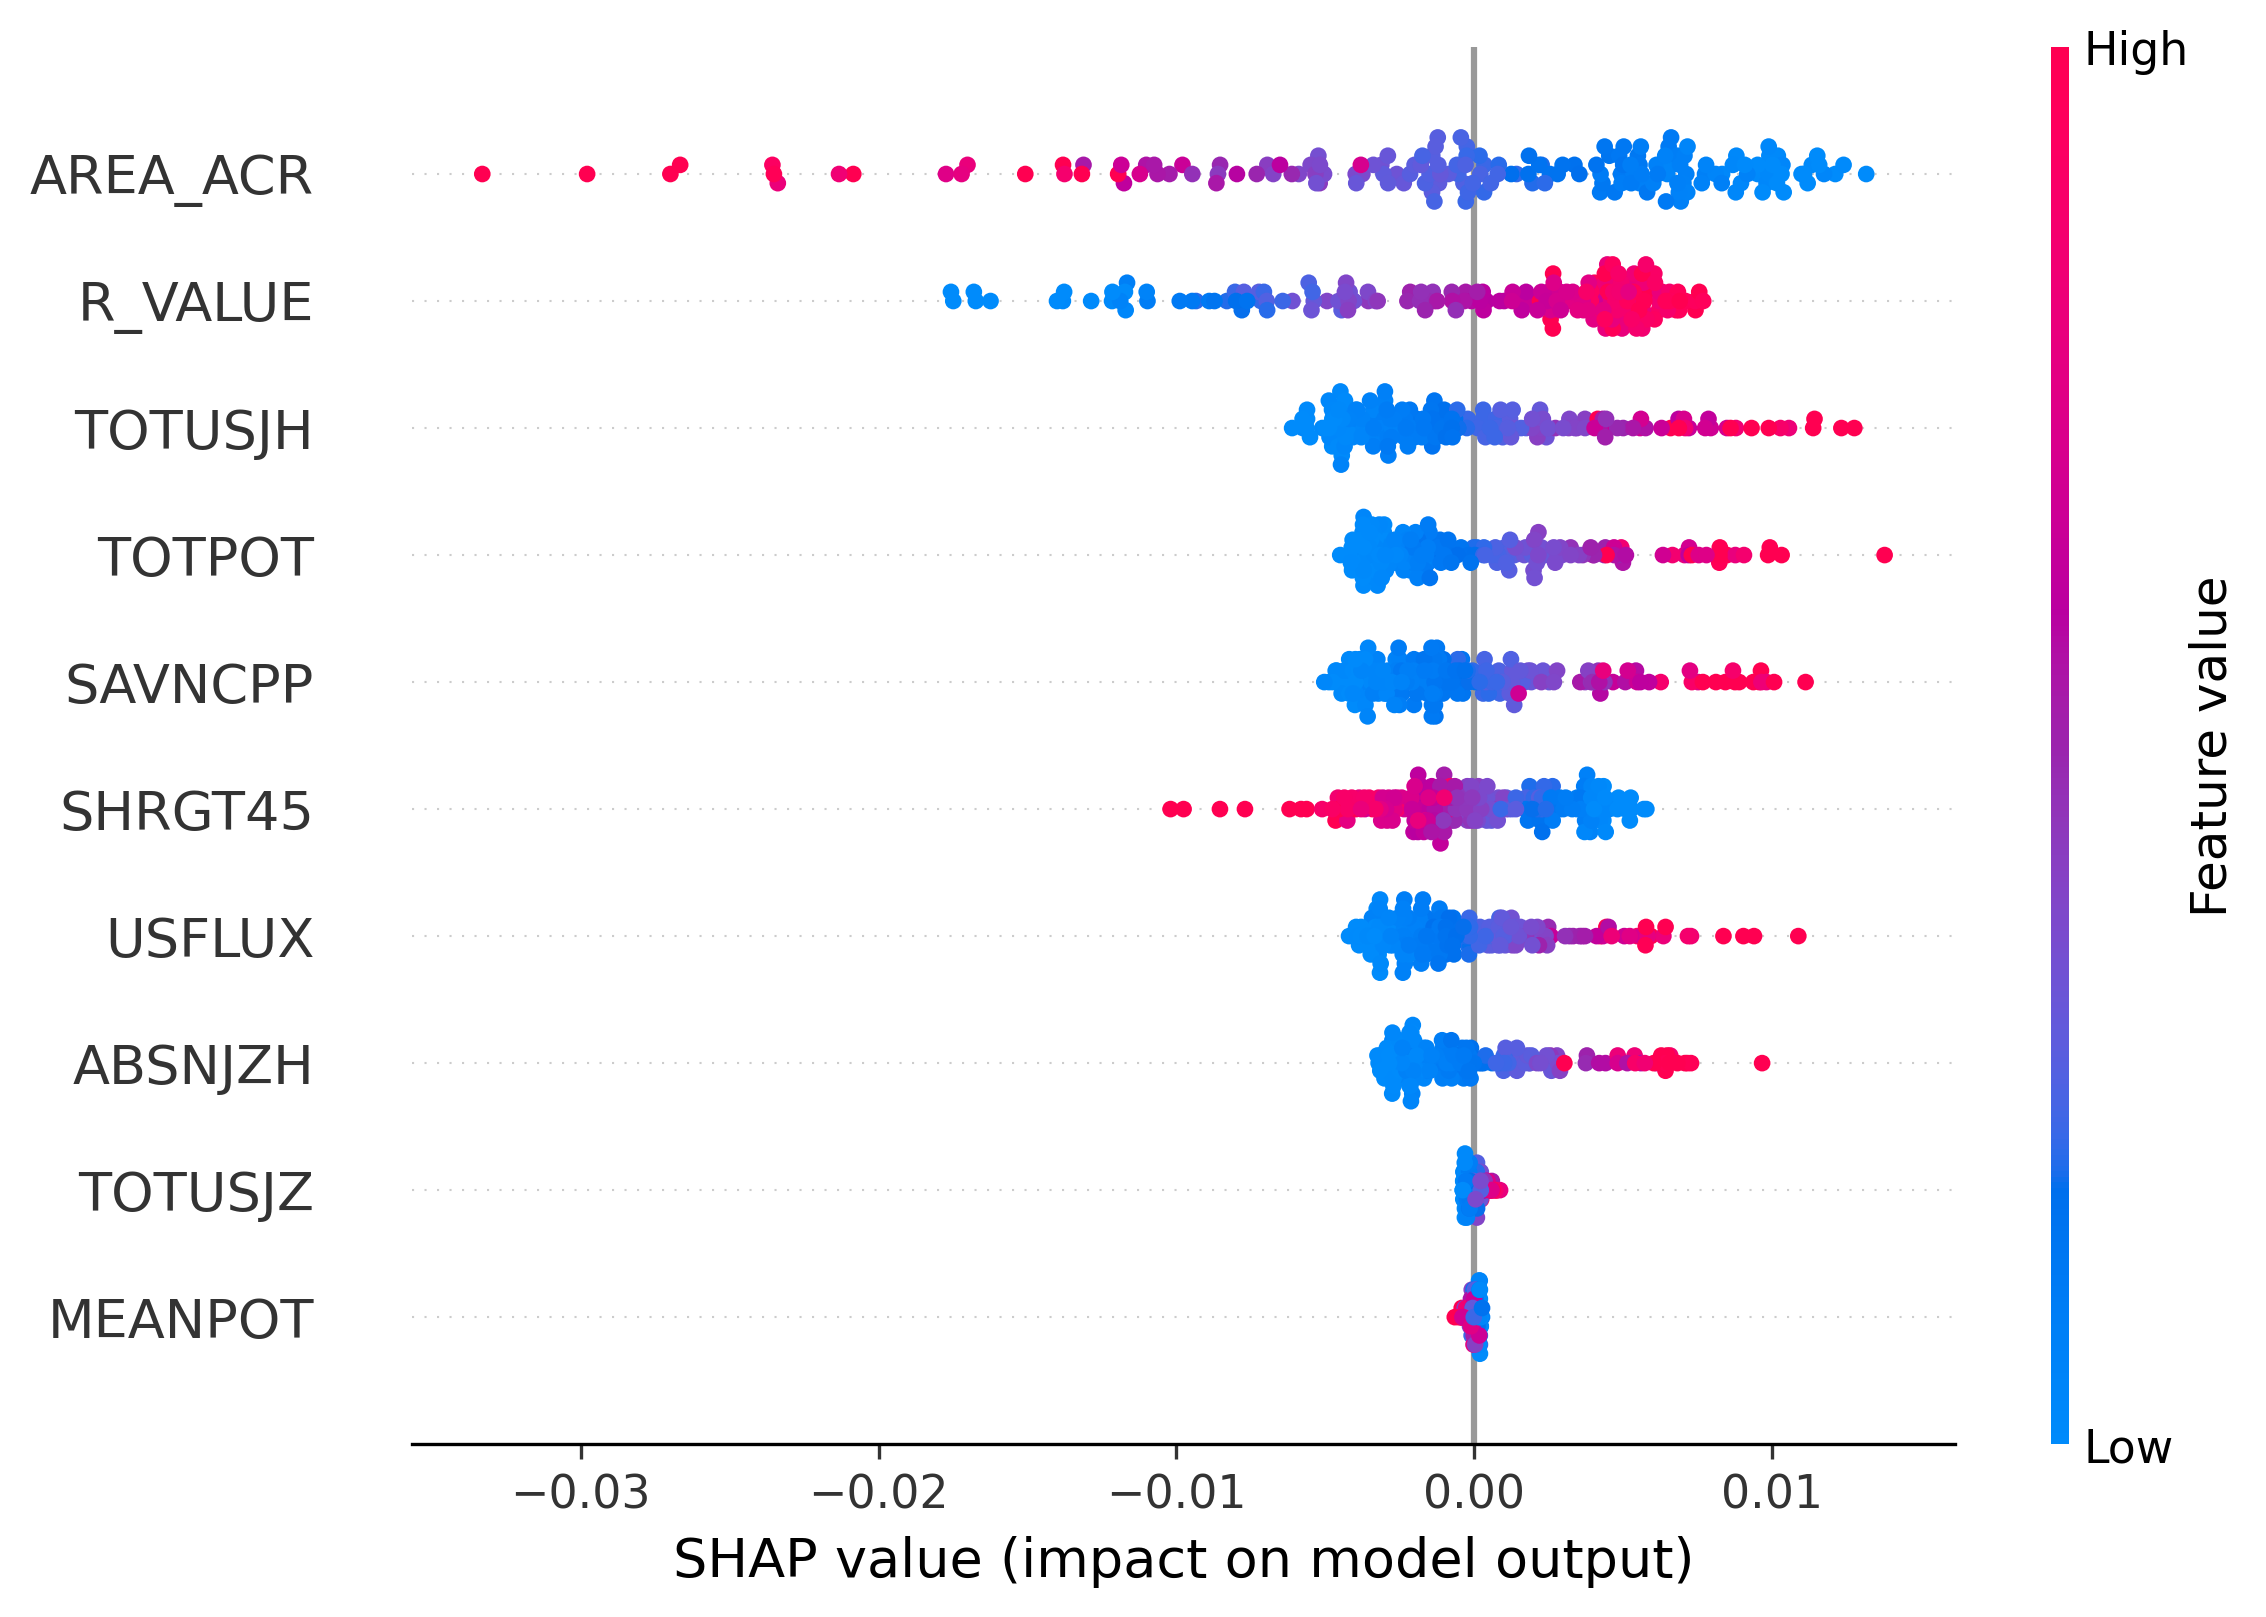 High
AREA_ACR
R_VALUE
TOTUSJH
TOTPOT
SAVNCPP
SHRGT45
USFLUX
ABSNJZH
TOTUSJZ
MEANPOT
Feature value
Low
−0.03 −0.02 −0.01 0.00 0.01
SHAP value (impact on model output)